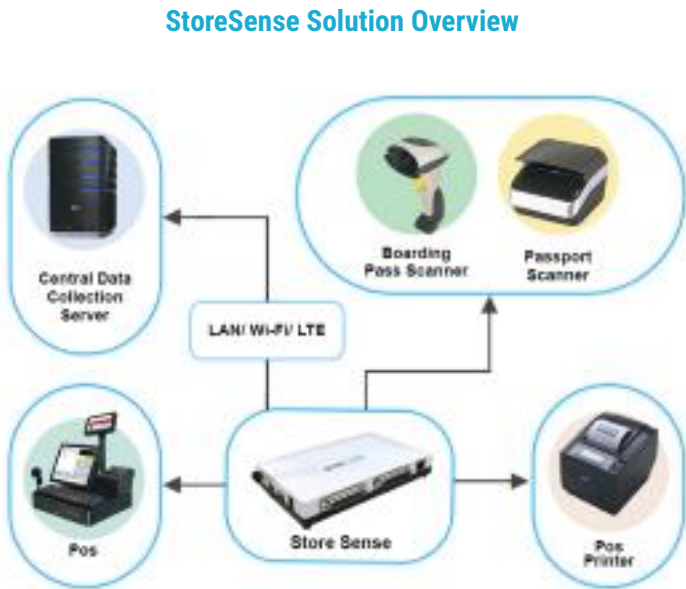 StoreSense Solution Overview
Central Data
Collection
Server
Boarding
Pass Scanner
Passport
Scanner
LAN/ Wi-Fi/ LTE
Pos
Store Sense
Pos
Printer